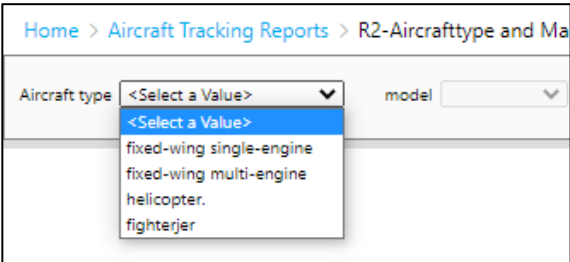 Home > Aircraft Tracking Reports > R2-Aircrafttype and Ma
Aircraft type <Select a Value> model
<Select a Value>
fixed-wing single-engine
fixed-wing multi-engine
helicopter.
fighterjer